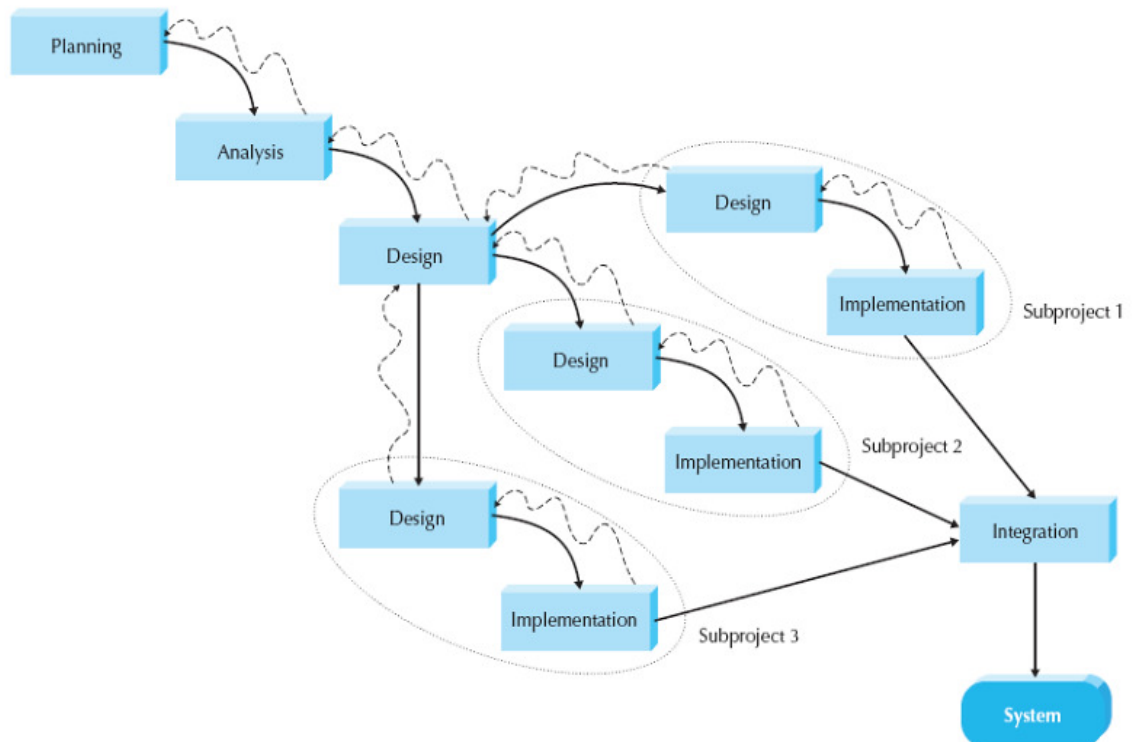 Planning
Analysis
Design
Design
Implementation
Subproject 1
Design
Implementation
Subproject 2
Design
Implementation
Subproject 3
Integration
System